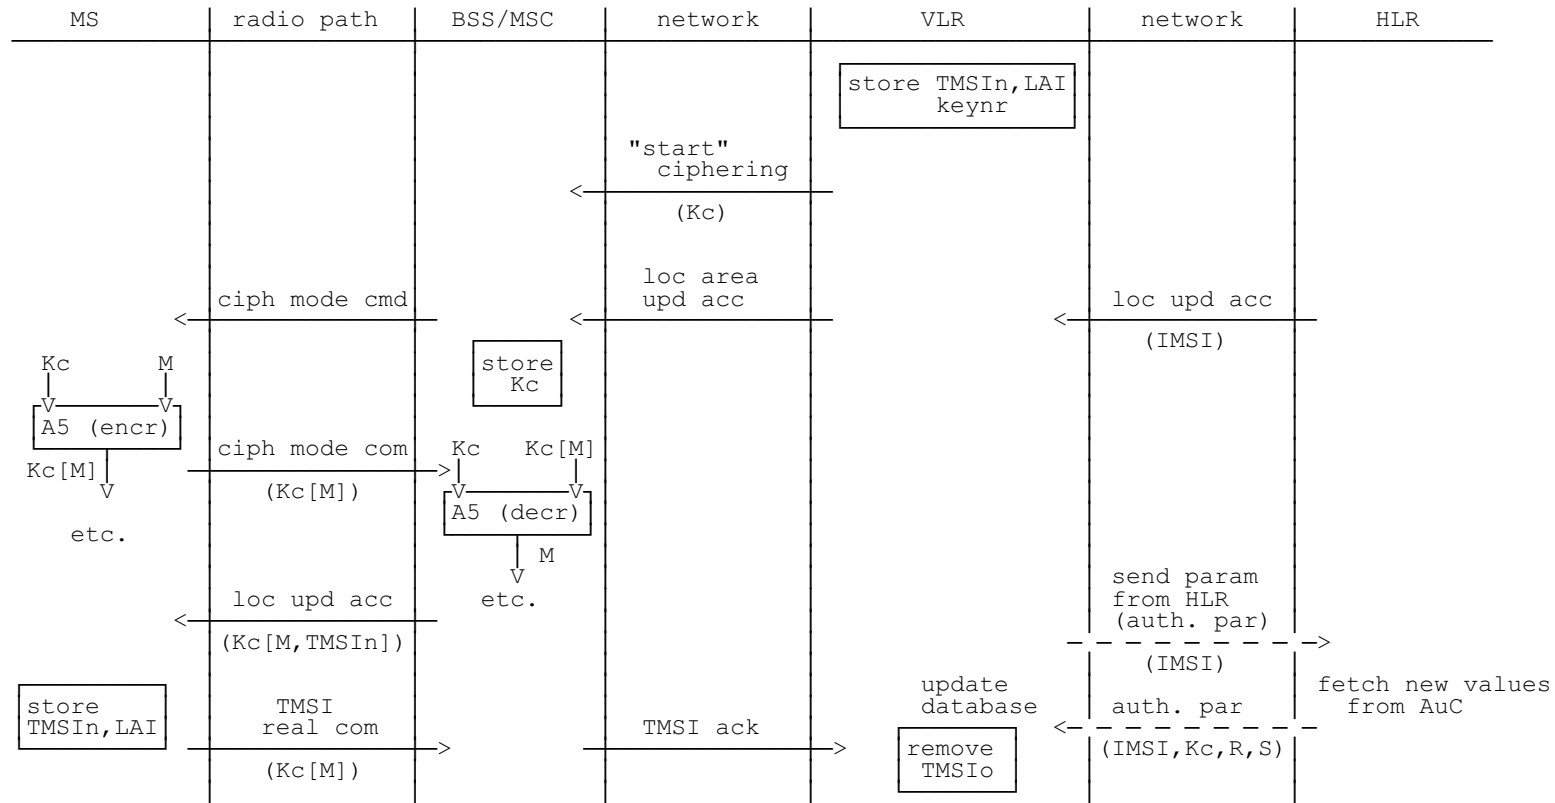 MS radio path BSS/MSC network VLR network HLR
store TMSIn,LAI
keynr
"start"
ciphering
(Kc)
loc area
ciph mode cmd upd acc loc upd acc
(IMSI)
Kc M store
Kc
A5 (encr)
ciph mode com Kc Kc[M]
Kc[M]
(Kc[M])
A5 (decr)
etc.
M
send param
loc upd acc etc. from HLR
(auth. par)
(Kc[M,TMSIn])
(IMSI)
update fetch new values
store TMSI database auth. par from AuC
TMSIn,LAI real com TMSI ack
remove (IMSI,Kc,R,S)
(Kc[M]) TMSIo